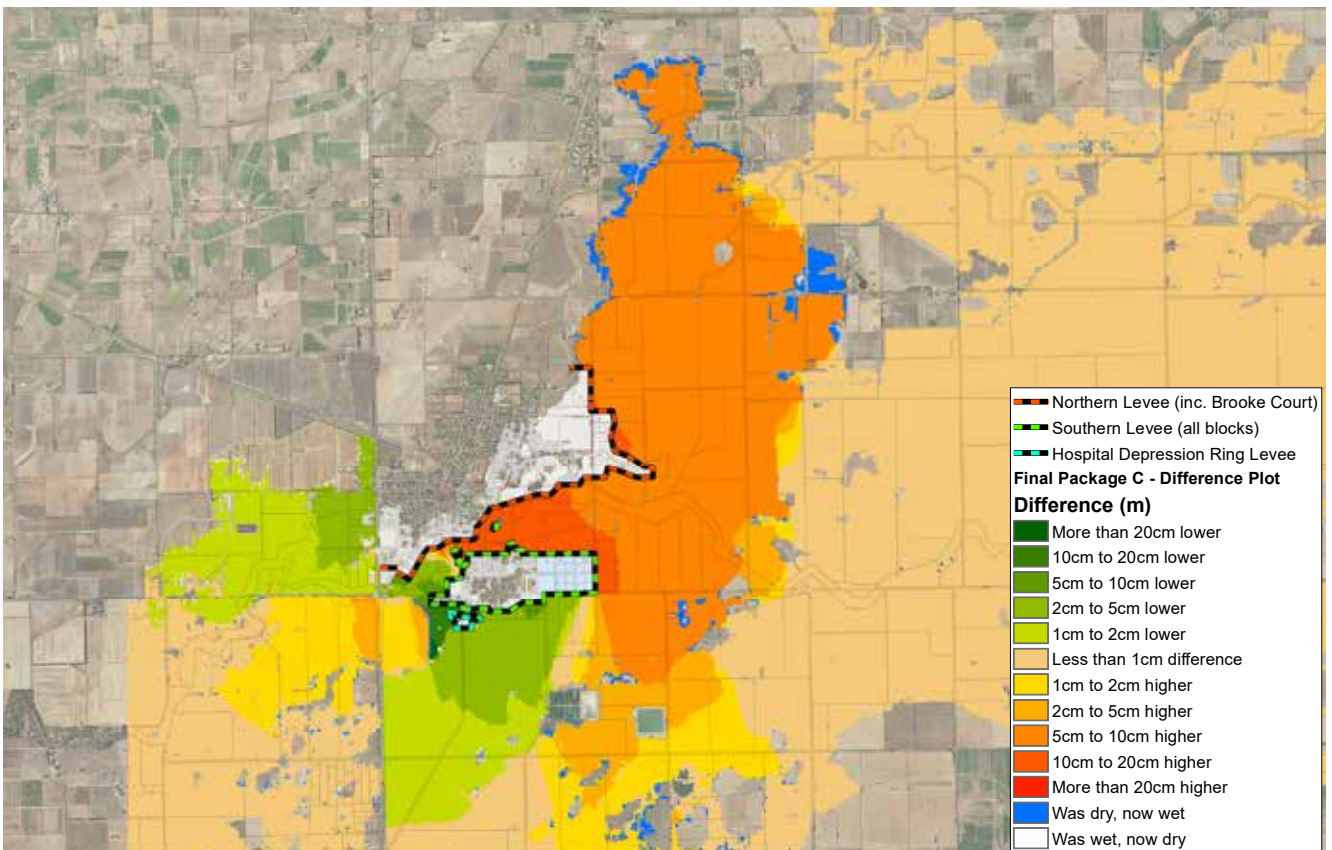 Northern Levee (inc. Brooke Court)
Southern Levee (all blocks)
Hospital Depression Ring Levee
Final Package C - Difference Plot
Difference (m)
More than 20cm lower
10cm to 20cm lower
5cm to 10cm lower
2cm to 5cm lower
1cm to 2cm lower
Less than 1cm difference
1cm to 2cm higher
2cm to 5cm higher
5cm to 10cm higher
10cm to 20cm higher
More than 20cm higher
Was dry, now wet
Was wet, now dry